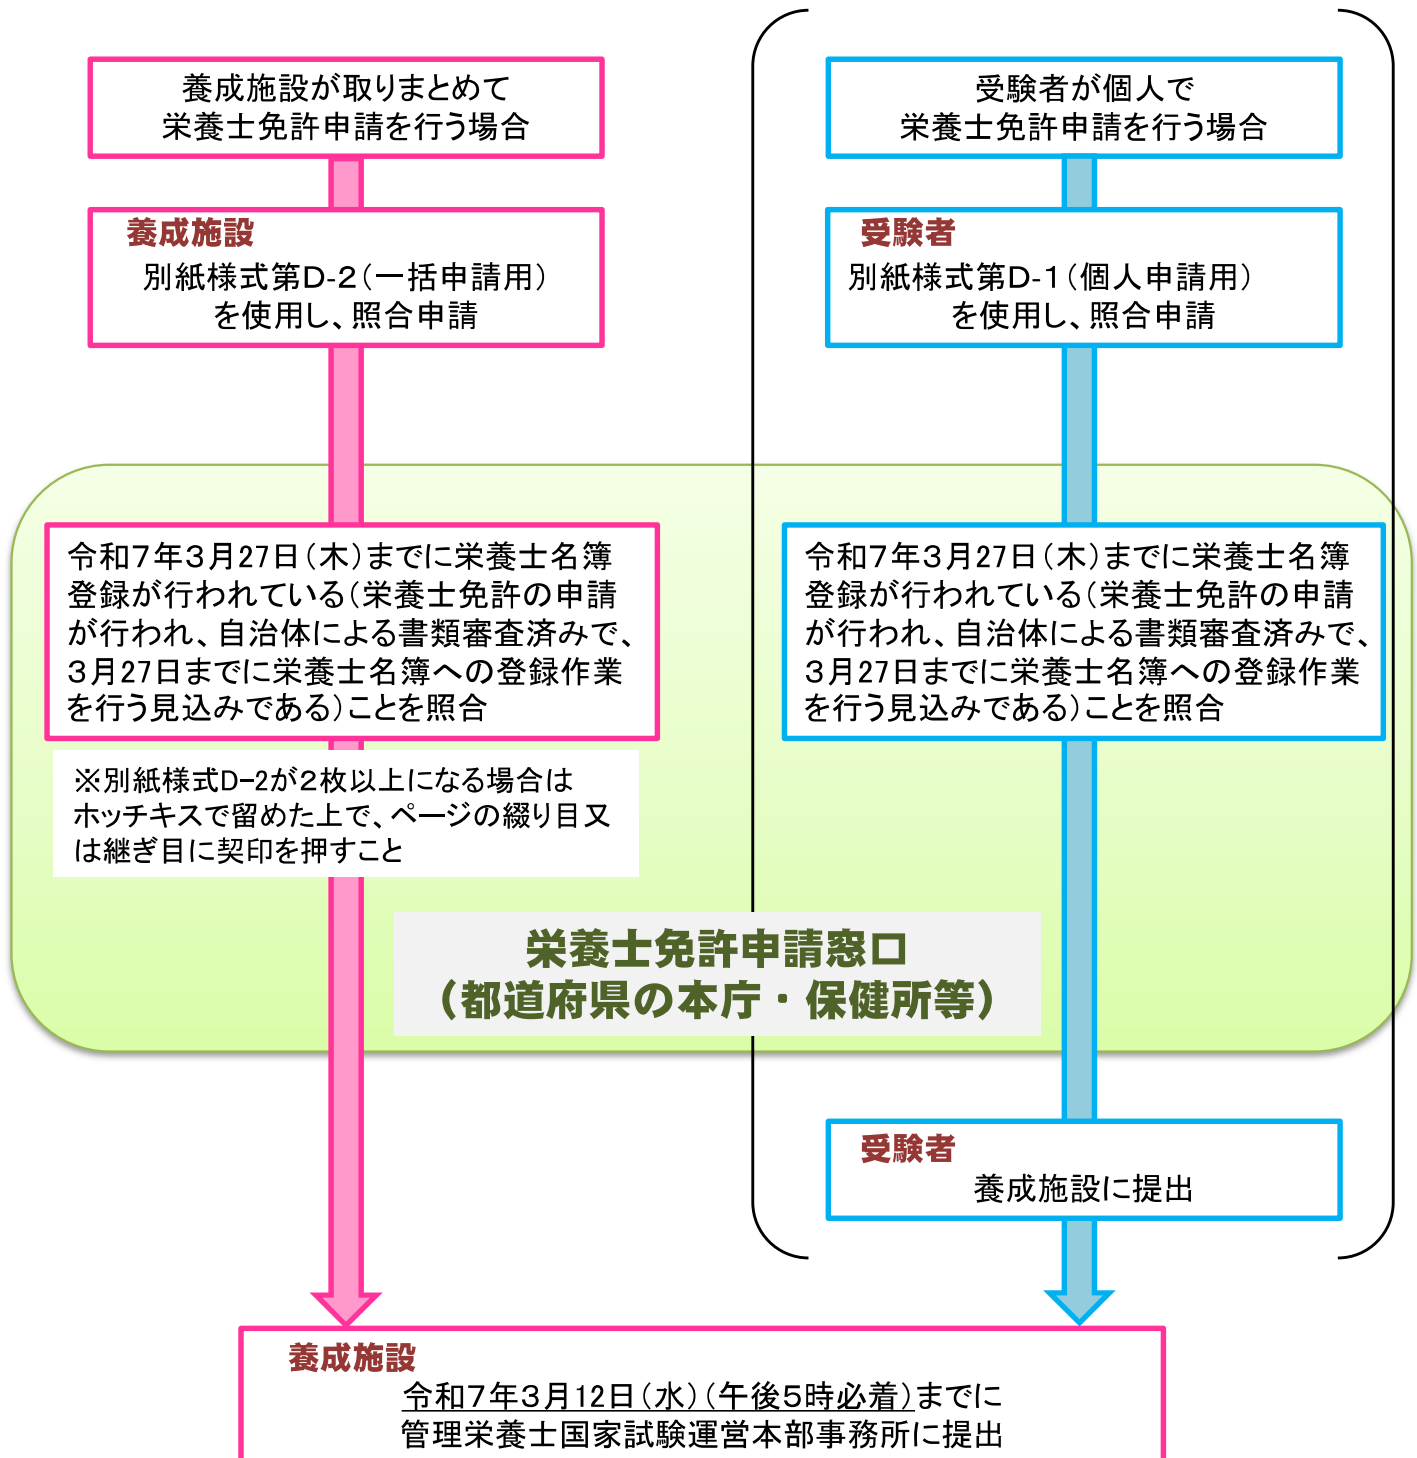 養成施設が取りまとめて
栄養士免許申請を行う場合
養成施設
別紙様式第D-2（一括申請用）
を使用し、照合申請
令和7年3月27日（木）までに栄養士名簿
登録が行われている（栄養士免許の申請
が行われ、自治体による書類審査済みで、
3月27日までに栄養士名簿への登録作業
を行う見込みである）ことを照合
※別紙様式D-2が2枚以上になる場合は
ホッチキスで留めた上で、ページの綴り目又
は継ぎ目に契印を押すこと
受験者が個人で
栄養士免許申請を行う場合
受験者
別紙様式第D-1（個人申請用）
を使用し、照合申請
令和7年3月27日（木）までに栄養士名簿
登録が行われている（栄養士免許の申請
が行われ、自治体による書類審査済みで、
3月27日までに栄養士名簿への登録作業
を行う見込みである）ことを照合
栄養士免許申請窓口
（都道府県の本庁・保健所等）
受験者
養成施設に提出
養成施設
令和7年3月12日（水）（午後5時必着）までに
管理栄養士国家試験運営本部事務所に提出